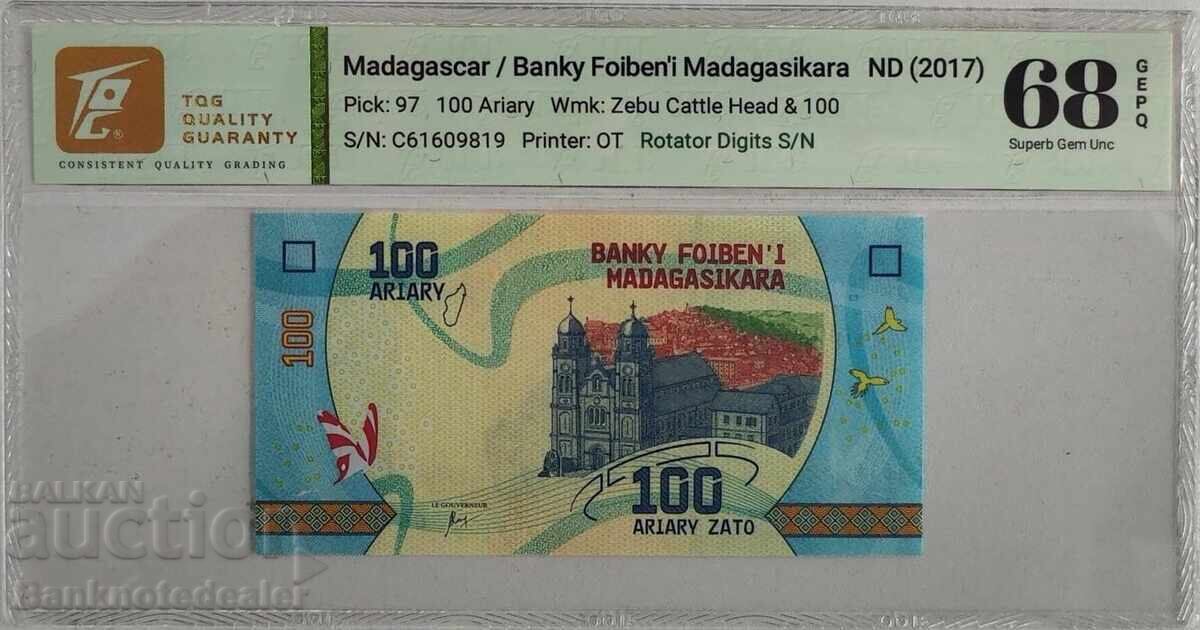 TQG
QUALITY
GUARANTY
CONSISTENT QUALITY GRADING
Madagascar / Banky Foiben'i Madagasikara ND (2017)
Pick: 97 100 Ariary Wmk: Zebu Cattle Head & 100
S/N: C61609819 Printer: OT Rotator Digits S/N
68
GEPQ
Superb Gem Unc
100
ARIARY
BANKY FOIBEN'I
MADAGASIKARA
100
LE GOUVERNEUR
100
ARIARY ZATO
BALKAN
auction
Banknotedealer